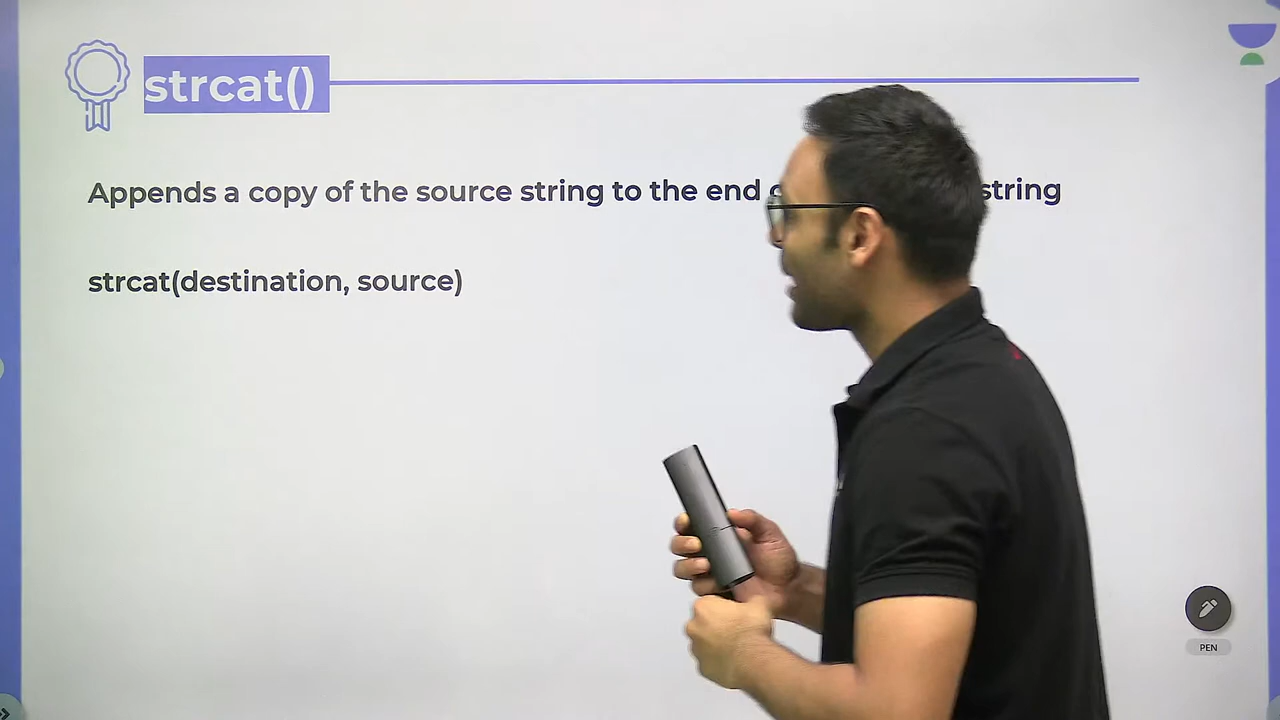 strcat()
Appends a copy of the source string to the end string
strcat(destination, source)
PEN